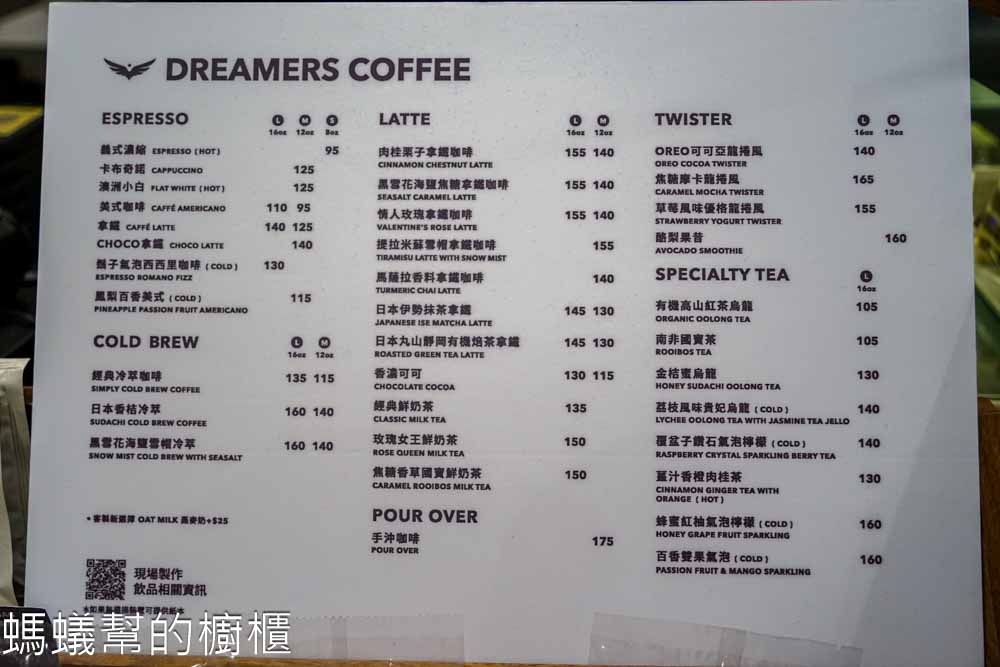 DREAMERS COFFEE
ESPRESSO
L M S
16oz 12oz 8oz
義式濃縮 ESPRESSO (HOT) 95
卡布奇諾 CAPPUCCINO 125
澳洲小白 FLAT WHITE (HOT) 125
美式咖啡 CAFFÉ AMERICANO 110 95
拿鐵 CAFFÉ LATTE 140 125
CHOCO拿鐵 CHOCO LATTE 140
鬍子氣泡西西里咖啡 (COLD) 130
ESPRESSO ROMANO FIZZ
鳳梨百香美式 (COLD) 115
PINEAPPLE PASSION FRUIT AMERICANO
COLD BREW
L M
16oz 12oz
經典冷萃咖啡 135 115
SIMPLY COLD BREW COFFEE
日本香桔冷萃 160 140
SUDACHI COLD BREW COFFEE
黑雪花海鹽雪帽冷萃 160 140
SNOW MIST COLD BREW WITH SEASALT
OAT MILK 燕麥奶+$25
現場製作
飲品相關資訊
LATTE
L M
16oz 12oz
肉桂栗子拿鐵咖啡 155 140
CINNAMON CHESTNUT LATTE
黑雪花海鹽焦糖拿鐵咖啡 155 140
SEASALT CARAMEL LATTE
情人玫瑰拿鐵咖啡 155 140
VALENTINE'S ROSE LATTE
提拉米蘇雪帽拿鐵咖啡 155
TIRAMISU LATTE WITH SNOW MIST
馬薩拉香料拿鐵咖啡 140
TURMERIC CHAI LATTE
日本伊勢抹茶拿鐵 145 130
JAPANESE ISE MATCHA LATTE
日本丸山靜岡有機焙茶拿鐵 145 130
ROASTED GREEN TEA LATTE
香濃可可 130 115
CHOCOLATE COCOA
經典鮮奶茶 135
CLASSIC MILK TEA
玫瑰女王鮮奶茶 150
ROSE QUEEN MILK TEA
焦糖香草國寶鮮奶茶 150
CARAMEL ROOIBOS MILK TEA
POUR OVER
手沖咖啡 175
POUR OVER
TWISTER
L M
16oz 12oz
OREO可可亞龍捲風 140
OREO COCOA TWISTER
焦糖摩卡龍捲風 165
CARAMEL MOCHA TWISTER
草莓風味優格龍捲風 155
STRAWBERRY YOGURT TWISTER
酪梨果昔 160
AVOCADO SMOOTHIE
SPECIALTY TEA
L
16oz
有機高山紅茶烏龍 105
ORGANIC OOLONG TEA
南非國寶茶 105
ROOIBOS TEA
金桔蜜烏龍 130
HONEY SUDACHI OOLONG TEA
荔枝風味貴妃烏龍 (COLD) 140
LYCHEE OOLONG TEA WITH JASMINE TEA JELLO
覆盆子鑽石氣泡檸檬 (COLD) 140
RASPBERRY CRYSTAL SPARKLING BERRY TEA
薑汁香橙肉桂茶 130
CINNAMON GINGER TEA WITH
ORANGE (HOT)
蜂蜜紅柚氣泡檸檬 (COLD) 160
HONEY GRAPE FRUIT SPARKLING
百香雙果氣泡 (COLD) 160
PASSION FRUIT & MANGO SPARKLING
螞蟻幫的櫥櫃